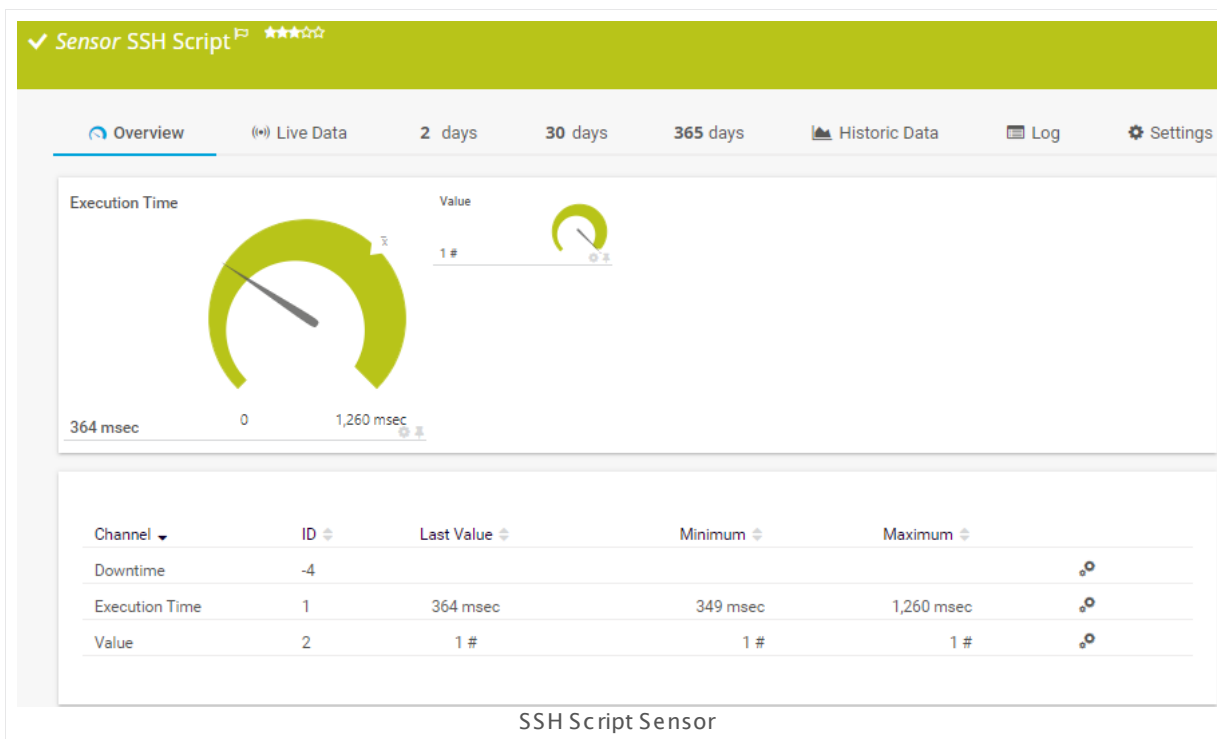 Sensor SSH Script
Overview
Live Data
2 days
30 days
365 days
Historic Data
Log
Settings
Execution Time
x̄
364 msec
0
1,260 msec
Value
1 #
Channel ID Last Value Minimum Maximum
Downtime -4
Execution Time 1 364 msec 349 msec 1,260 msec
Value 2 1 # 1 # 1 #
SSH Script Sensor